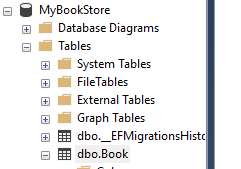 MyBookStore
Database Diagrams
Tables
System Tables
FileTables
External Tables
Graph Tables
dbo.__EFMigrationsHisto
dbo.Book